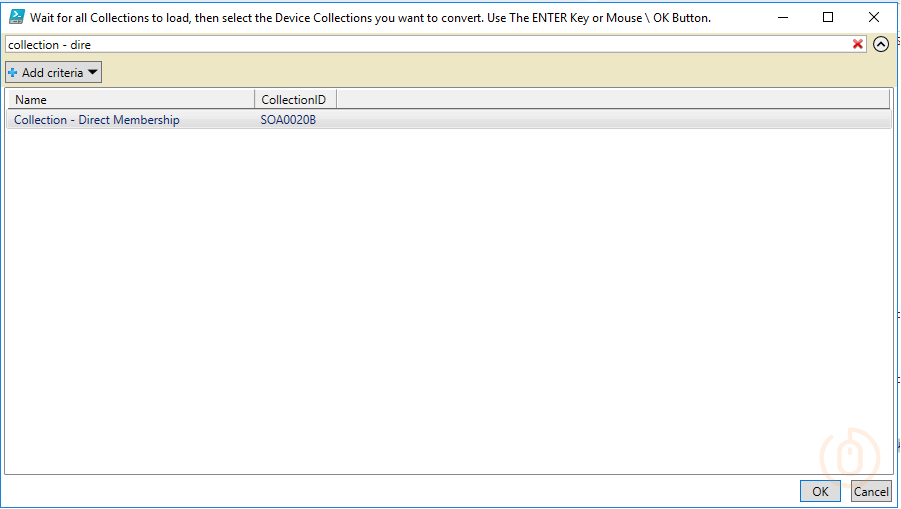 Wait for all Collections to load, then select the Device Collections you want to convert. Use The ENTER Key or Mouse \ OK Button.
collection - dire
Add criteria
Name CollectionID
Collection - Direct Membership SOA0020B
OK Cancel